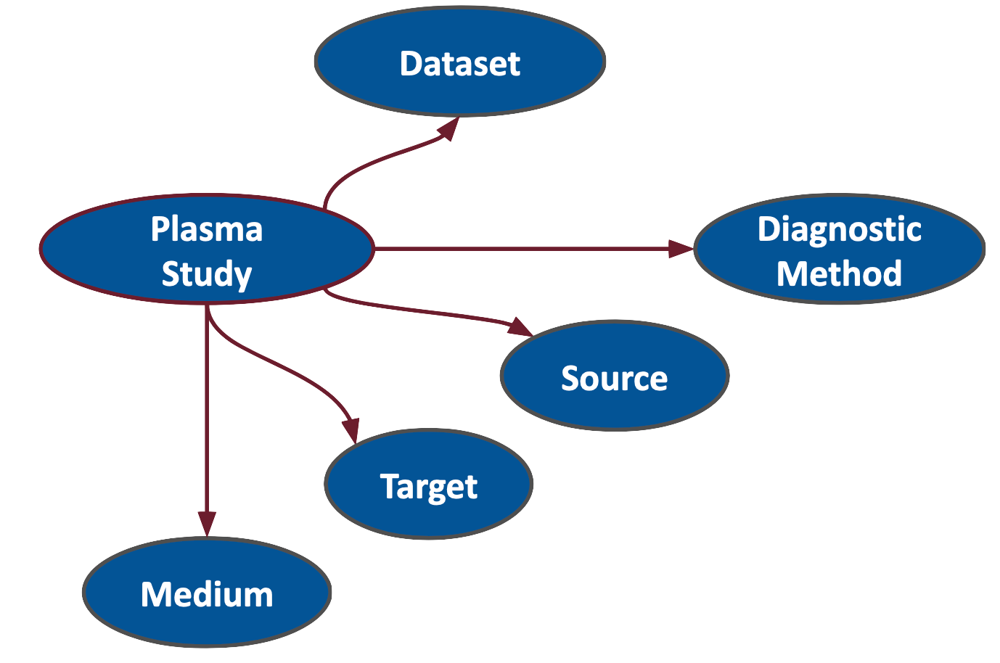 Dataset
Plasma
Study
Diagnostic
Method
Source
Target
Medium